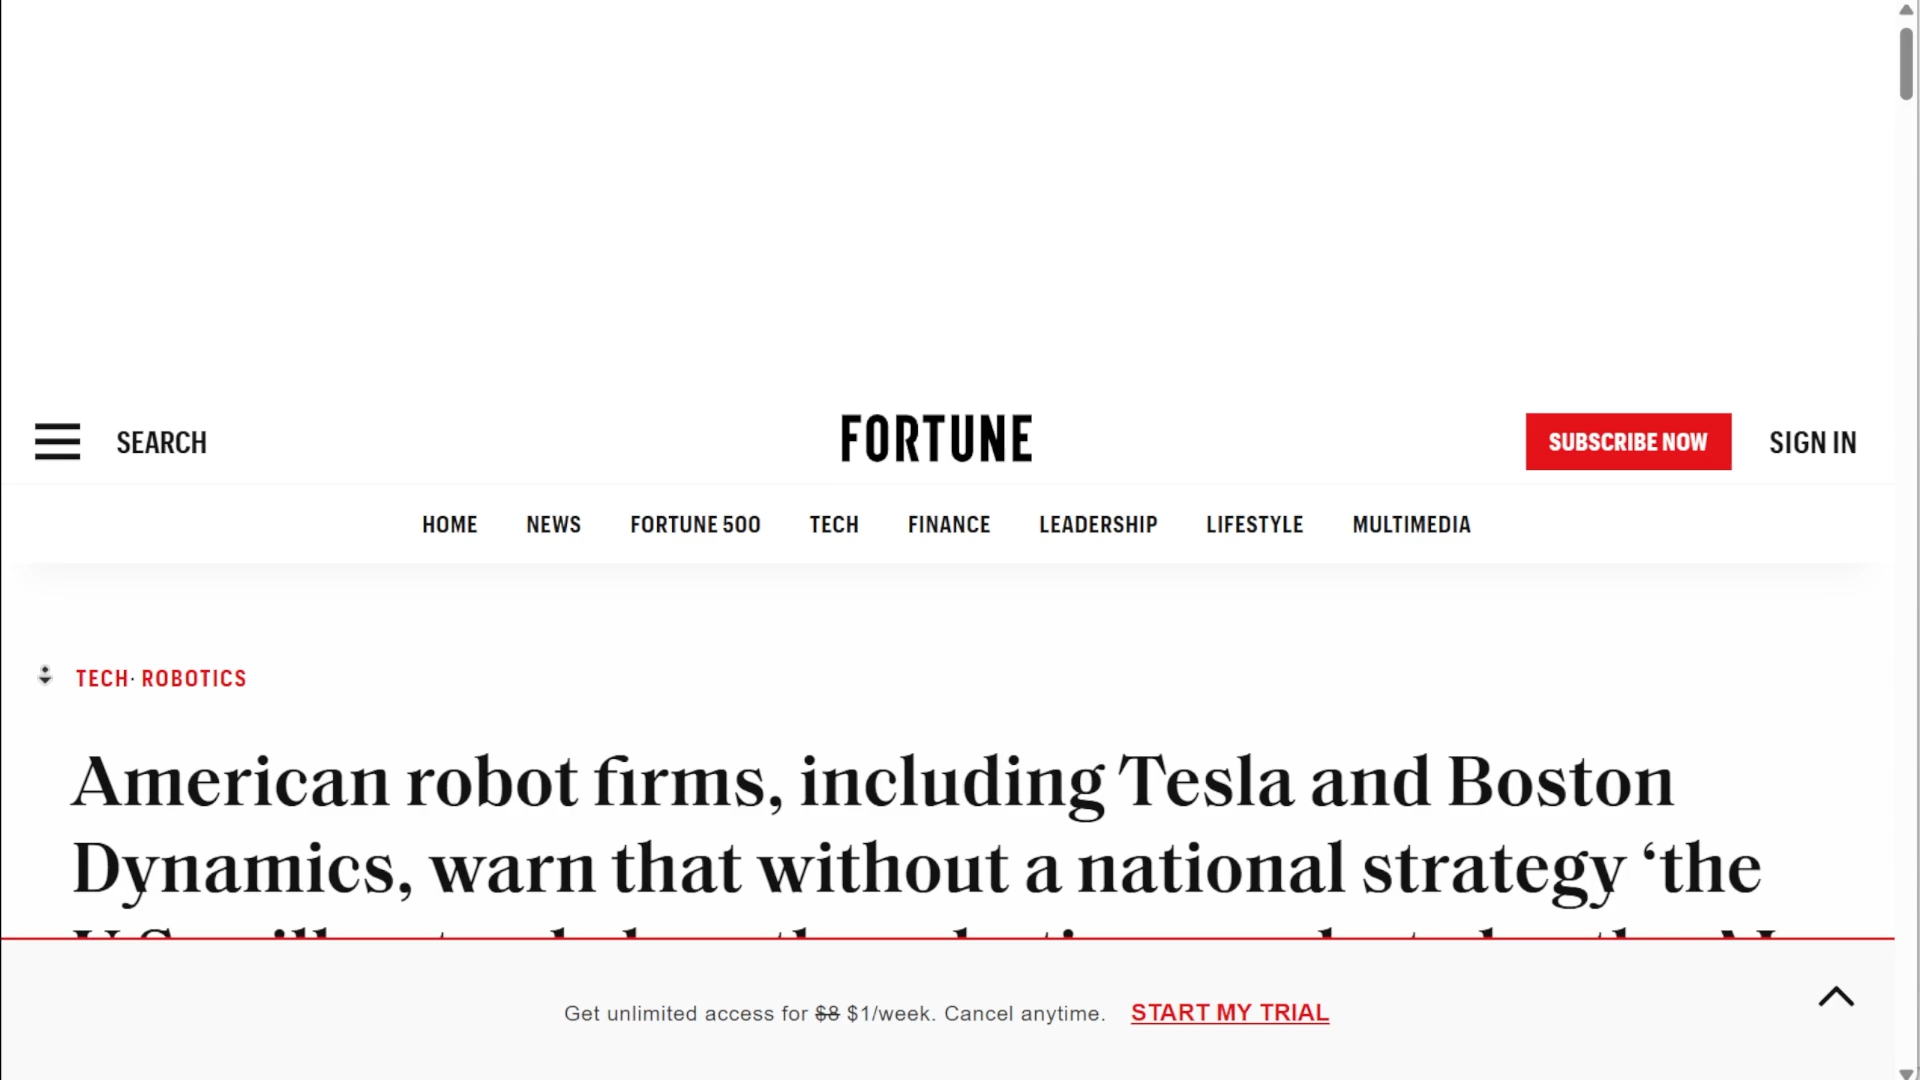 SEARCH
FORTUNE
SUBSCRIBE NOW
SIGN IN
HOME NEWS FORTUNE 500 TECH FINANCE LEADERSHIP LIFESTYLE MULTIMEDIA
TECH· ROBOTICS
American robot firms, including Tesla and Boston
Dynamics, warn that without a national strategy ‘the
Get unlimited access for $8 $1/week. Cancel anytime. START MY TRIAL